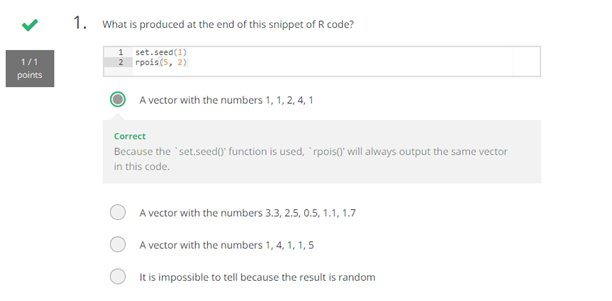 1. What is produced at the end of this snippet of R code?
1 / 1
points
1 set.seed(1)
2 rpois(5, 2)
A vector with the numbers 1, 1, 2, 4, 1
Correct
Because the `set.seed()' function is used, `rpois()' will always output the same vector
in this code.
A vector with the numbers 3.3, 2.5, 0.5, 1.1, 1.7
A vector with the numbers 1, 4, 1, 1, 5
It is impossible to tell because the result is random